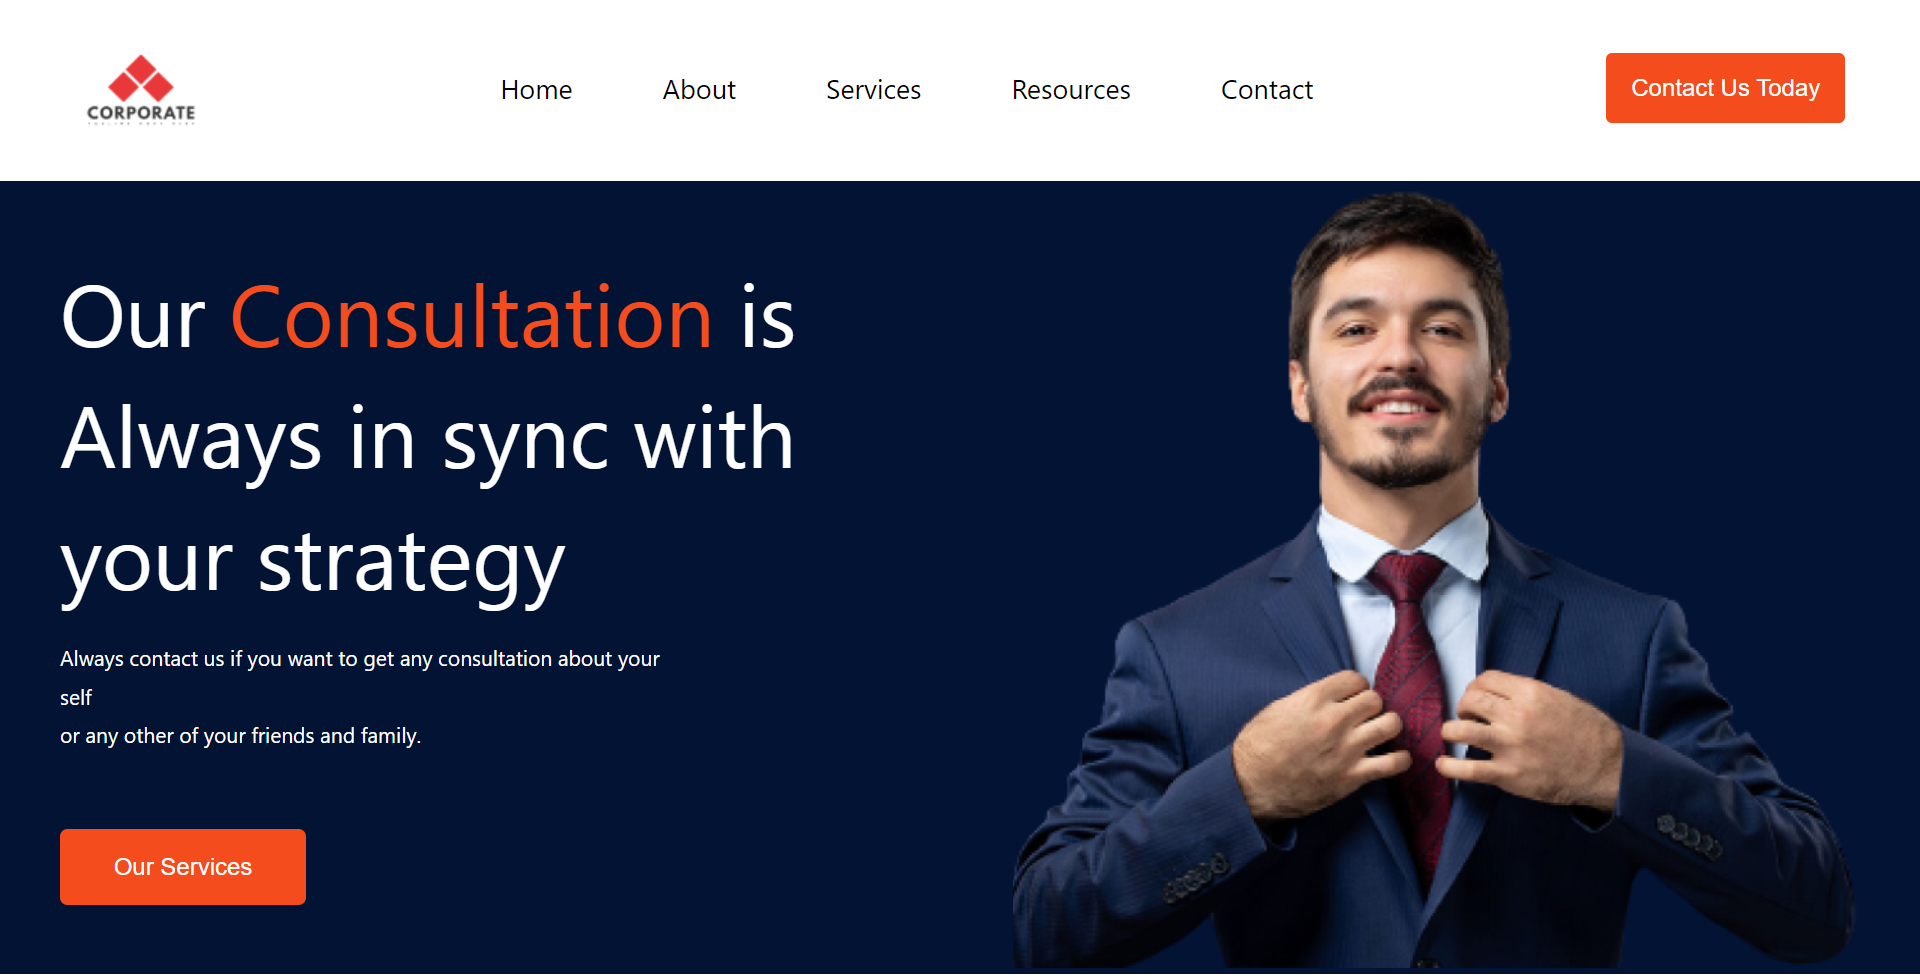 CORPORATE
Home
About
Services
Resources
Contact
Contact Us Today
Our Consultation is
Always in sync with
your strategy
Always contact us if you want to get any consultation about your
self
or any other of your friends and family.
Our Services